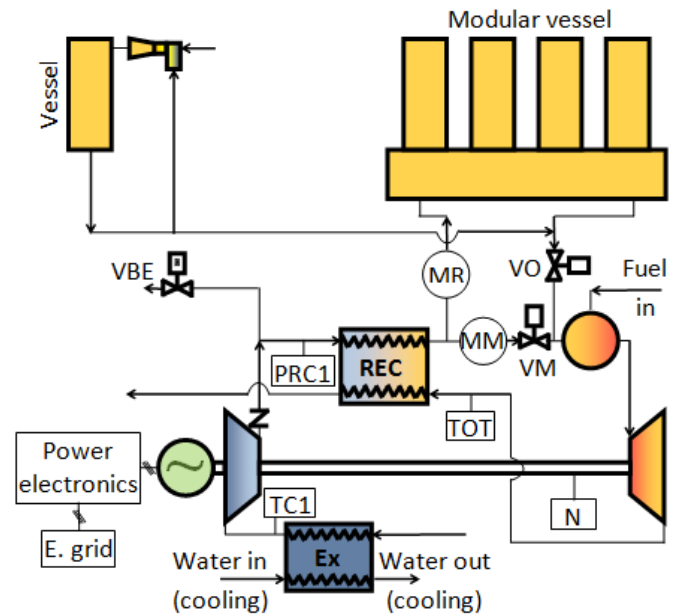 Modular vessel
Vessel
VBE
MR
VO
Fuel
in
PRC1
REC
MM
VM
TOT
Power
electronics
TC1
N
E. grid
Water in
(cooling)
Ex
Water out
(cooling)